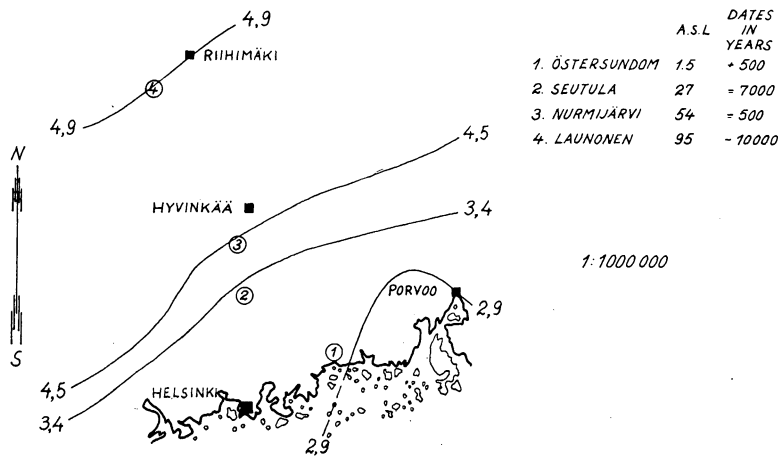 4,9
RIIHIMÄKI
4
4,9
N
S
HYVINKÄÄ
3
4,5
3,4
2
PORVOO
2,9
1
HELSINKI
4,5
3,4
2,9
A.S.L DATES IN YEARS
1. ÖSTERSUNDOM 1.5 + 500
2. SEUTULA 27 = 7000
3. NURMIJÄRVI 54 = 500
4. LAUNONEN 95 - 10000
1:1000 000